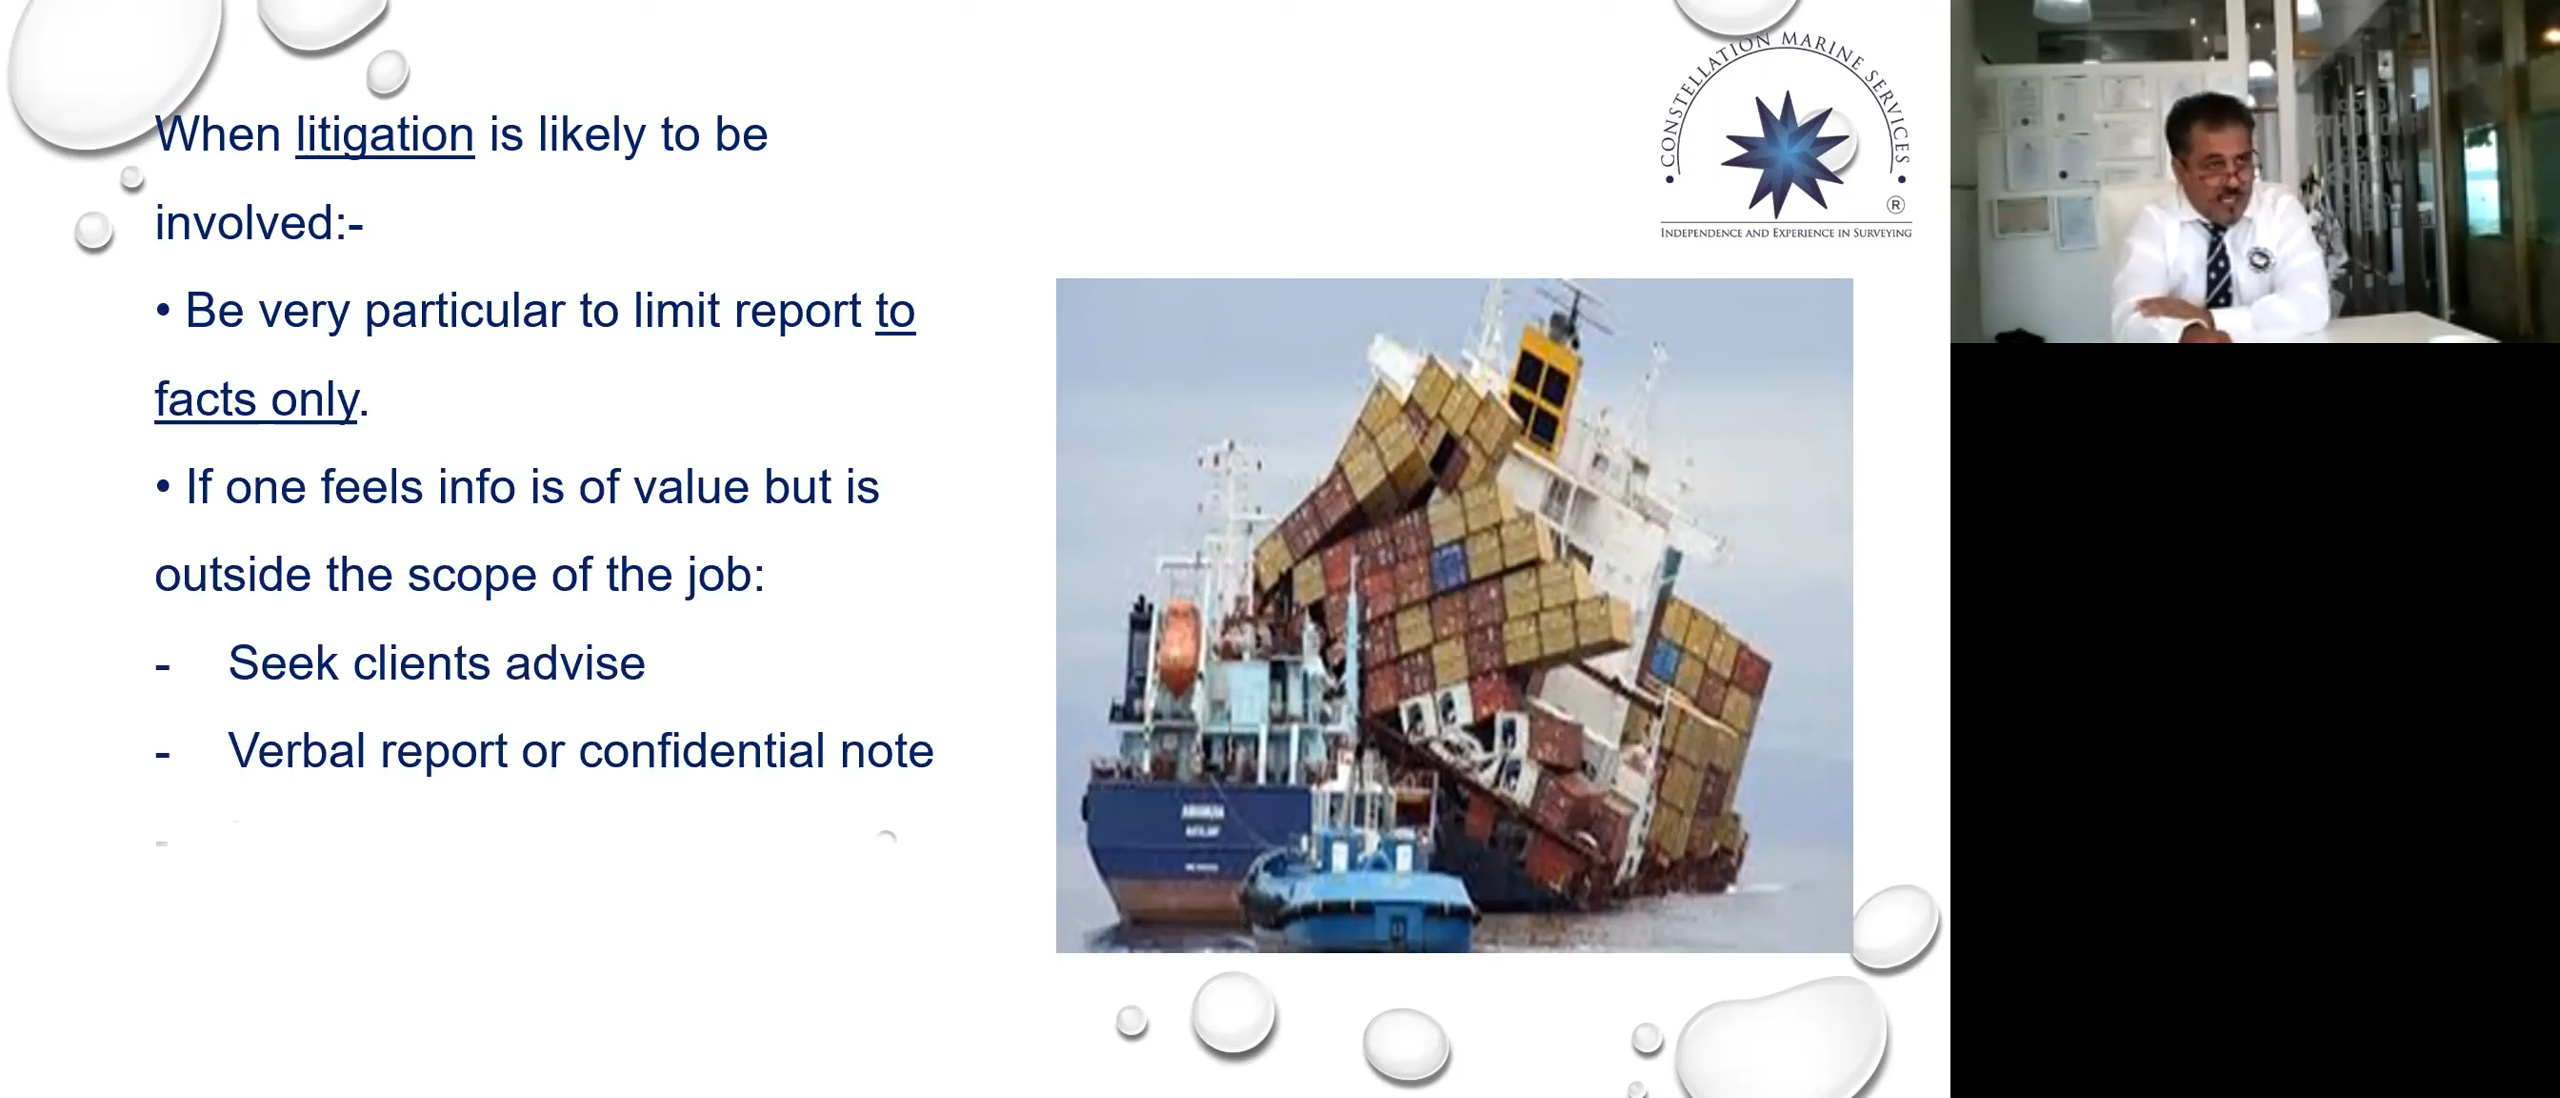 When litigation is likely to be
involved:-
• Be very particular to limit report to
facts only.
• If one feels info is of value but is
outside the scope of the job:
- Seek clients advise
- Verbal report or confidential note
-
• CONSTELLATION MARINE SERVICES •
®
INDEPENDENCE AND EXPERIENCE IN SURVEYING